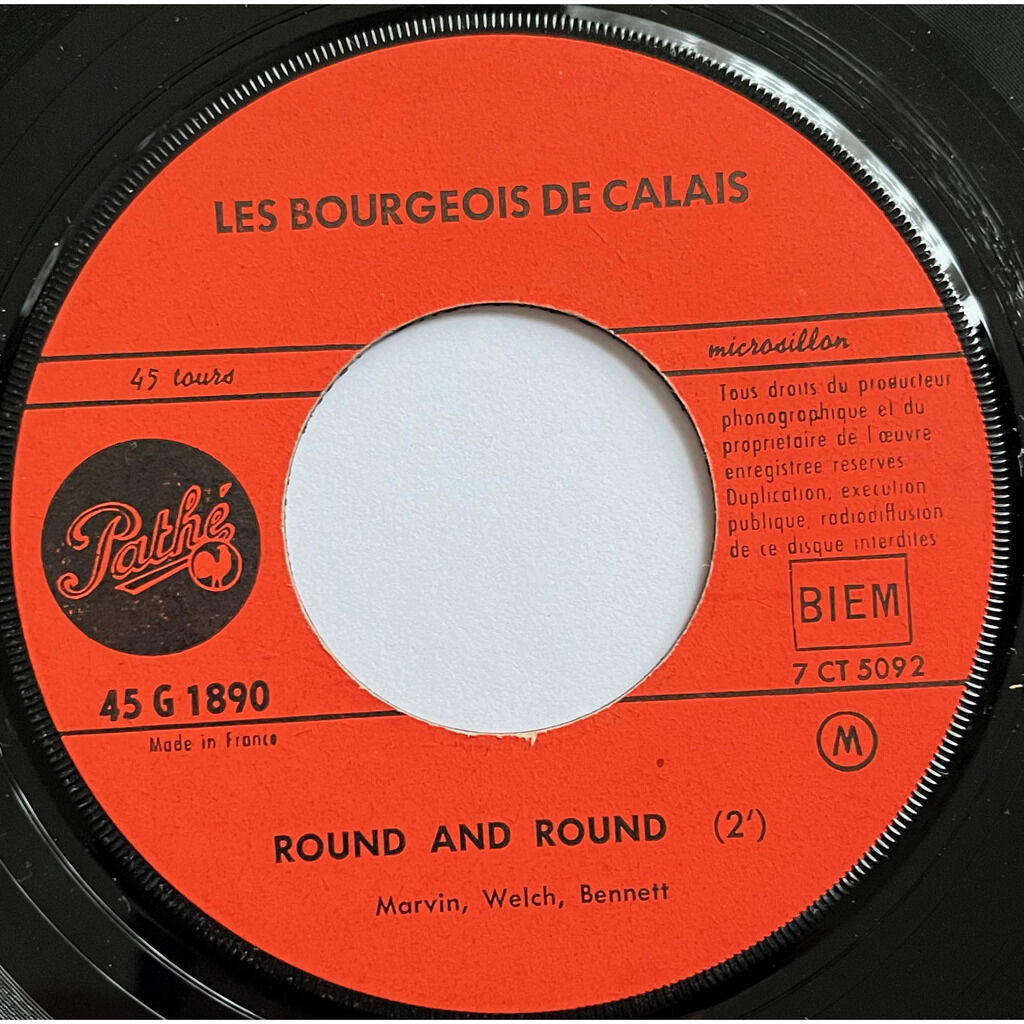 LES BOURGEOIS DE CALAIS
45 tours
microsillon
Tous droits du producteur
phonographique et du
proprietaire de l'œuvre
enregistree reserves
Duplication, execution
publique, radiodiffusion
de ce disque interdites
Pathé
BIEM
7 CT 5092
45 G 1890
Made in France
M
ROUND AND ROUND (2')
Marvin, Welch, Bennett